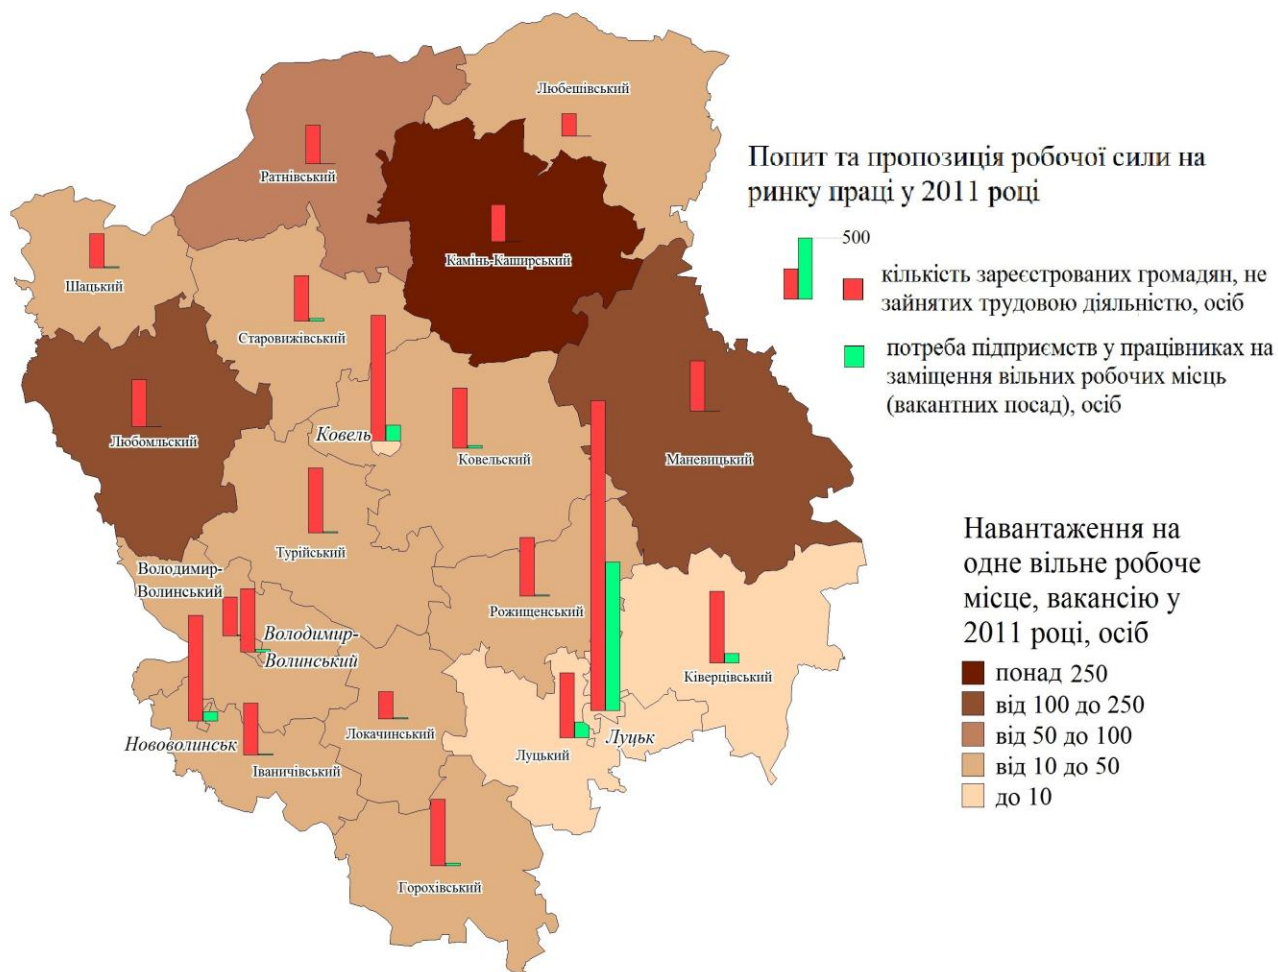 Любешівський
Попит та пропозиція робочої сили на
ринку праці у 2011 році
Ратнівський
500
Камінь-Каширський
кількість зареєстрованих громадян, не
зайнятих трудовою діяльністю, осіб
Шацький
Старовижівський
потреба підприємств у працівниках на
заміщення вільних робочих місць
(вакантних посад), осіб
Любомльский
Ковель
Ковельский
Маневицький
Навантаження на
одне вільне робоче
місце, вакансію у
2011 році, осіб
понад 250
від 100 до 250
від 50 до 100
від 10 до 50
до 10
Турійський
Володимир-
Волинський
Рожищенський
Володимир-
Волинський
Ківерцівський
Нововолинськ
Локачинський
Луцьк
Луцький
Іваничівський
Горохівський